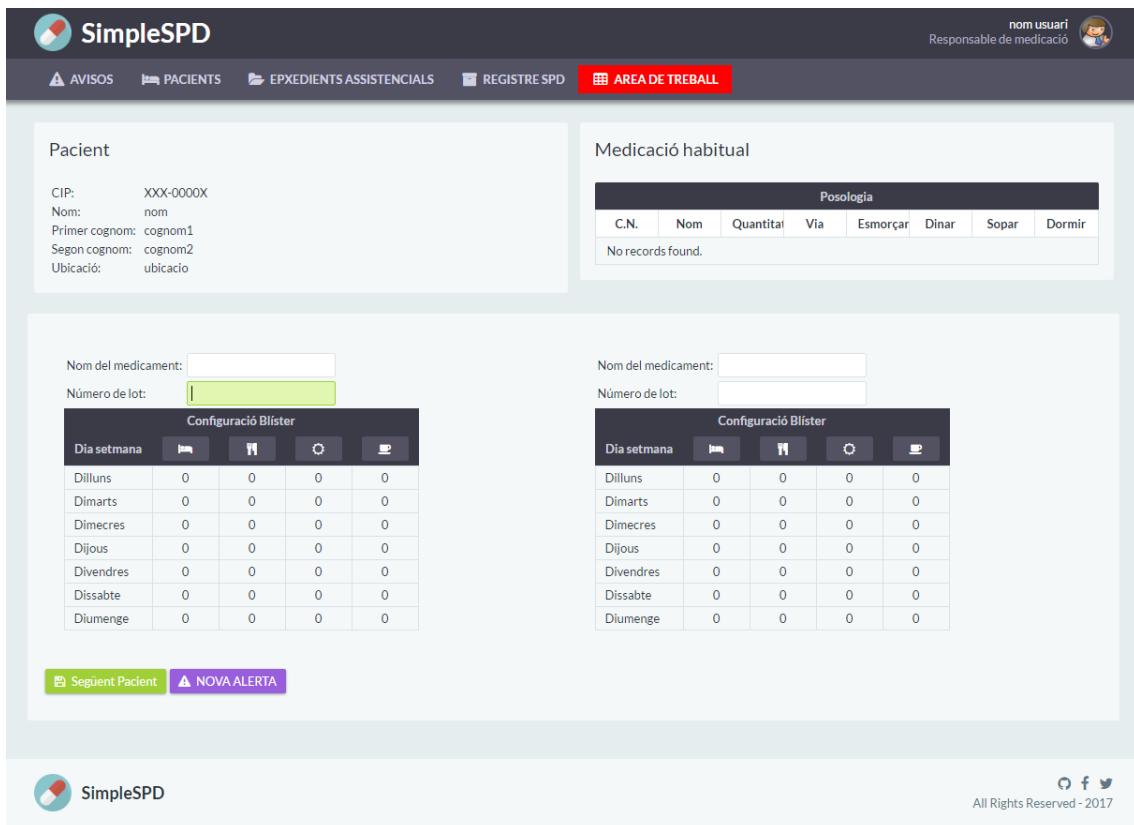 SimpleSPD
nom usuari
Responsable de medicació
AVISOS PACIENTS EPXEDIENTS ASSISTENCIALS REGISTRE SPD AREA DE TREBALL
Pacient
CIP: XXX-0000X
Nom: nom
Primer cognom: cognom1
Segon cognom: cognom2
Ubicació: ubicacio
Medicació habitual
Posologia
C.N. Nom Quantitat Via Esmorçar Dinar Sopar Dormir
No records found.
Nom del medicament:
Número de lot:
Configuració Blíster
Dia setmana
Dilluns 0 0 0 0
Dimarts 0 0 0 0
Dimecres 0 0 0 0
Dijous 0 0 0 0
Divendres 0 0 0 0
Dissabte 0 0 0 0
Diumenge 0 0 0 0
Nom del medicament:
Número de lot:
Configuració Blíster
Dia setmana
Dilluns 0 0 0 0
Dimarts 0 0 0 0
Dimecres 0 0 0 0
Dijous 0 0 0 0
Divendres 0 0 0 0
Dissabte 0 0 0 0
Diumenge 0 0 0 0
Següent Pacient NOVA ALERTA
SimpleSPD
All Rights Reserved - 2017